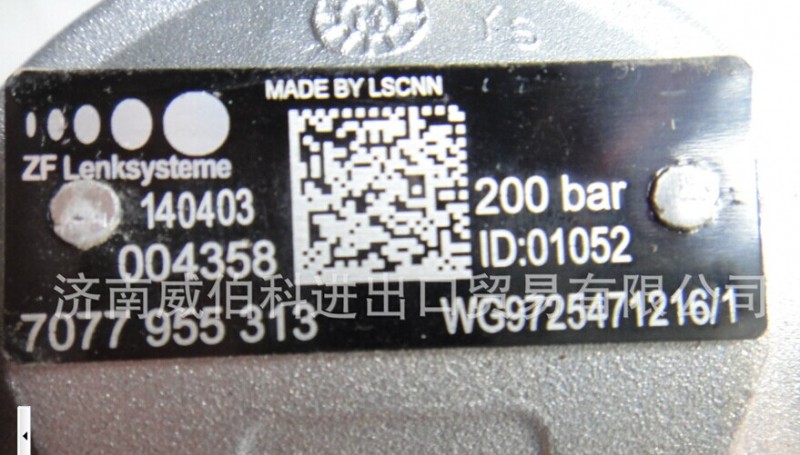 YS
MADE BY LSCNN
ZF Lenksysteme
140403
200 bar
004358
ID:01052
济南威伯科进出口贸易有限公司
7077 955 313
WG9725471216/1